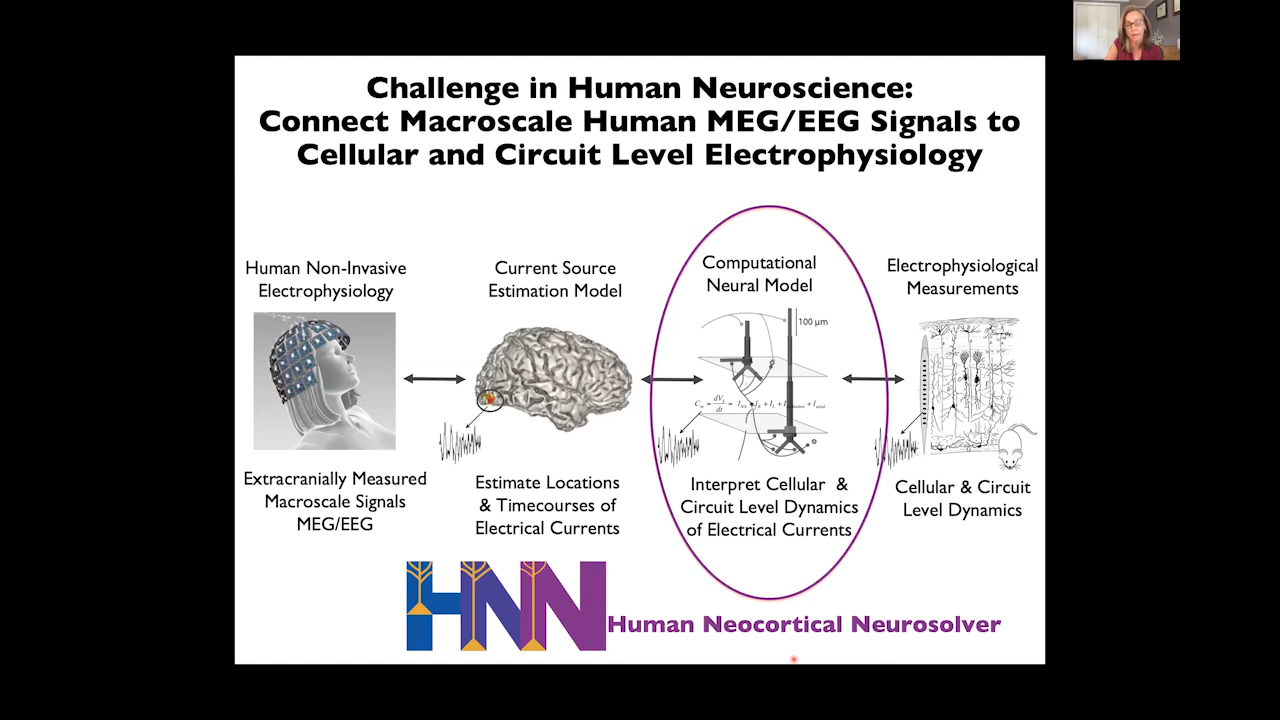 Challenge in Human Neuroscience:
Connect Macroscale Human MEG/EEG Signals to
Cellular and Circuit Level Electrophysiology
Human Non-Invasive
Electrophysiology
Extracranially Measured
Macroscale Signals
MEG/EEG
Current Source
Estimation Model
Estimate Locations
& Timecourses of
Electrical Currents
Computational
Neural Model
100 µm
Interpret Cellular &
Circuit Level Dynamics
of Electrical Currents
Electrophysiological
Measurements
Cellular & Circuit
Level Dynamics
HNN
Human Neocortical Neurosolver